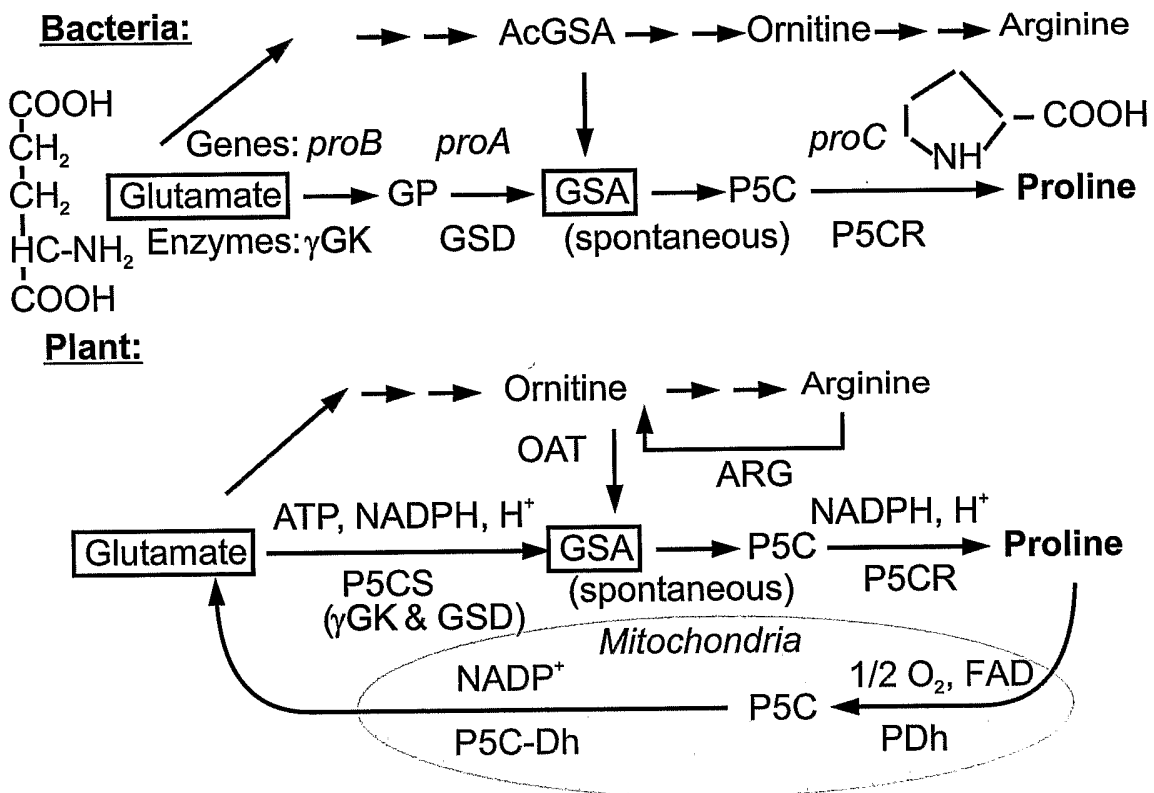 Bacteria:
AcGSA Ornitine Arginine
COOH
CH₂
CH₂
HC-NH₂
COOH
Genes: proB proA proC
NH COOH
Glutamate GP GSA P5C Proline
Enzymes: γGK GSD (spontaneous) P5CR
Plant:
Ornitine Arginine
OAT ARG
ATP, NADPH, H⁺ NADPH, H⁺
Glutamate GSA P5C Proline
P5CS (spontaneous) P5CR
(γGK & GSD)
Mitochondria
NADP⁺ 1/2 O₂, FAD
P5C
P5C-Dh PDh